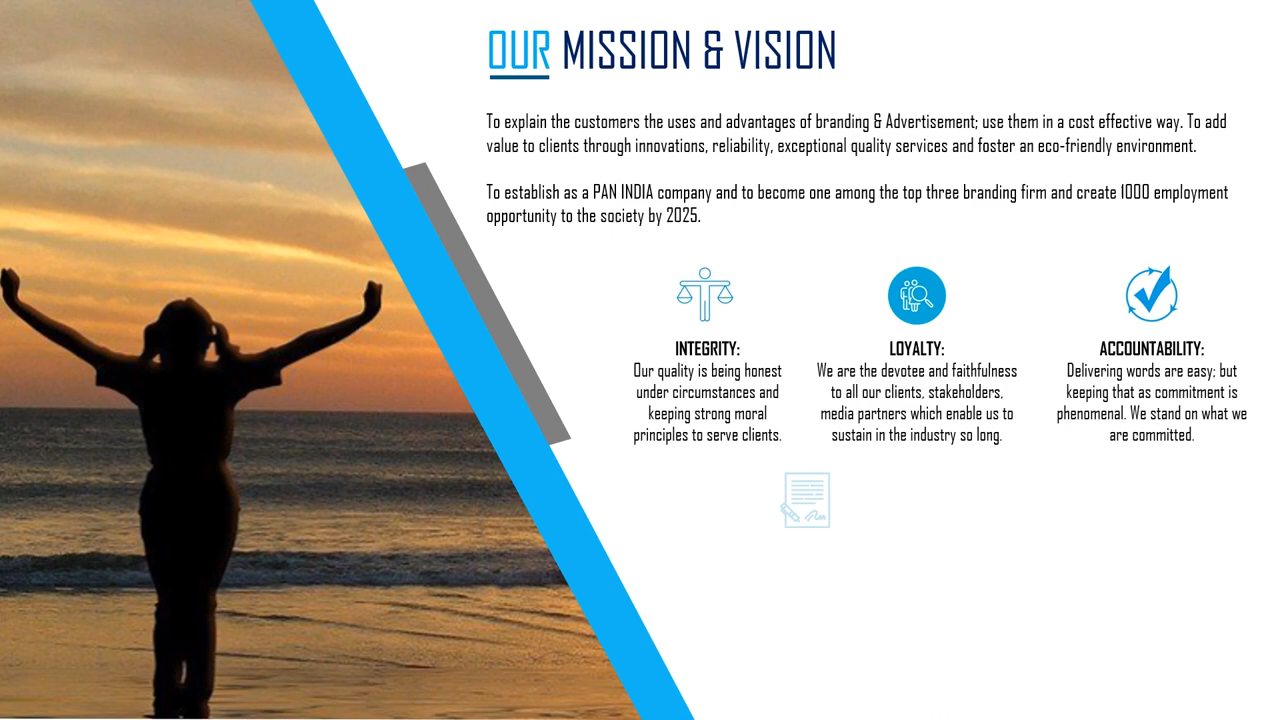 OUR MISSION & VISION
To explain the customers the uses and advantages of branding & Advertisement; use them in a cost effective way. To add
value to clients through innovations, reliability, exceptional quality services and foster an eco-friendly environment.
To establish as a PAN INDIA company and to become one among the top three branding firm and create 1000 employment
opportunity to the society by 2025.
INTEGRITY:
Our quality is being honest
under circumstances and
keeping strong moral
principles to serve clients.
LOYALTY:
We are the devotee and faithfulness
to all our clients, stakeholders,
media partners which enable us to
sustain in the industry so long.
ACCOUNTABILITY:
Delivering words are easy; but
keeping that as commitment is
phenomenal. We stand on what we
are committed.